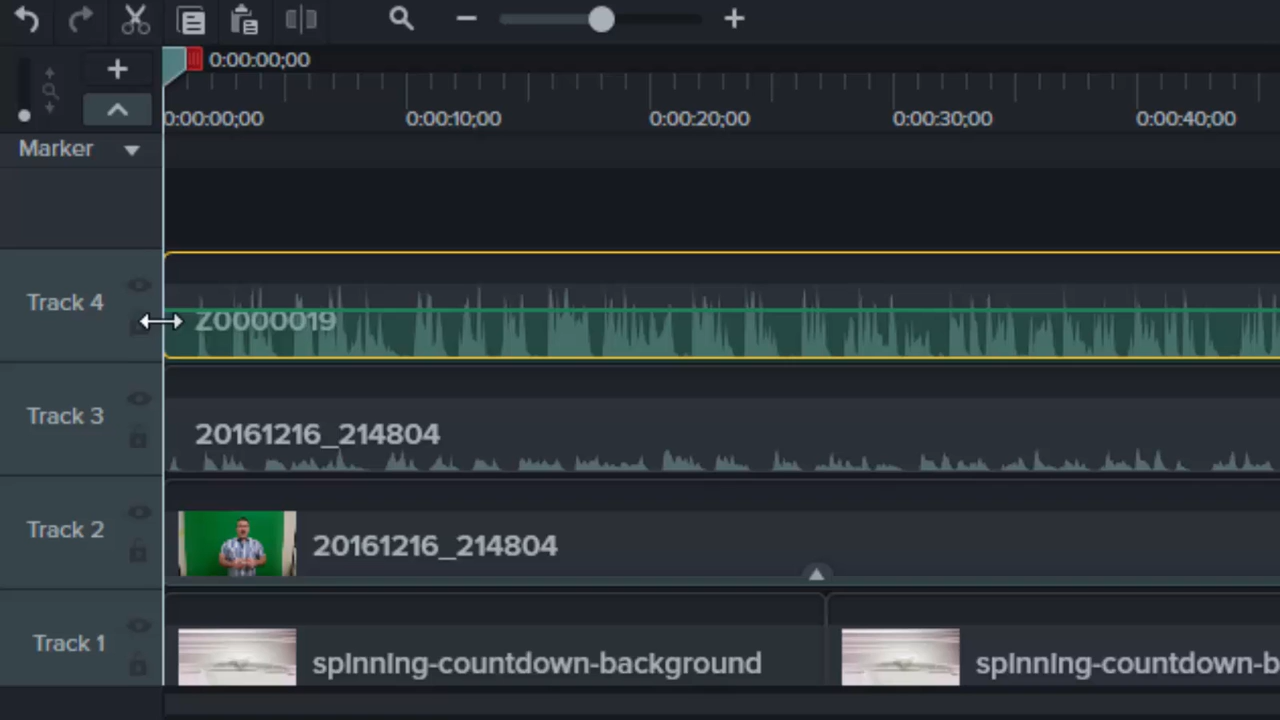 0:00:00;00
0:00:00;00 0:00:10;00 0:00:20;00 0:00:30;00 0:00:40;00
Marker
Track 4
Z0000019
Track 3
20161216_214804
Track 2
20161216_214804
Track 1
spinning-countdown-background
spinning-countdown-b